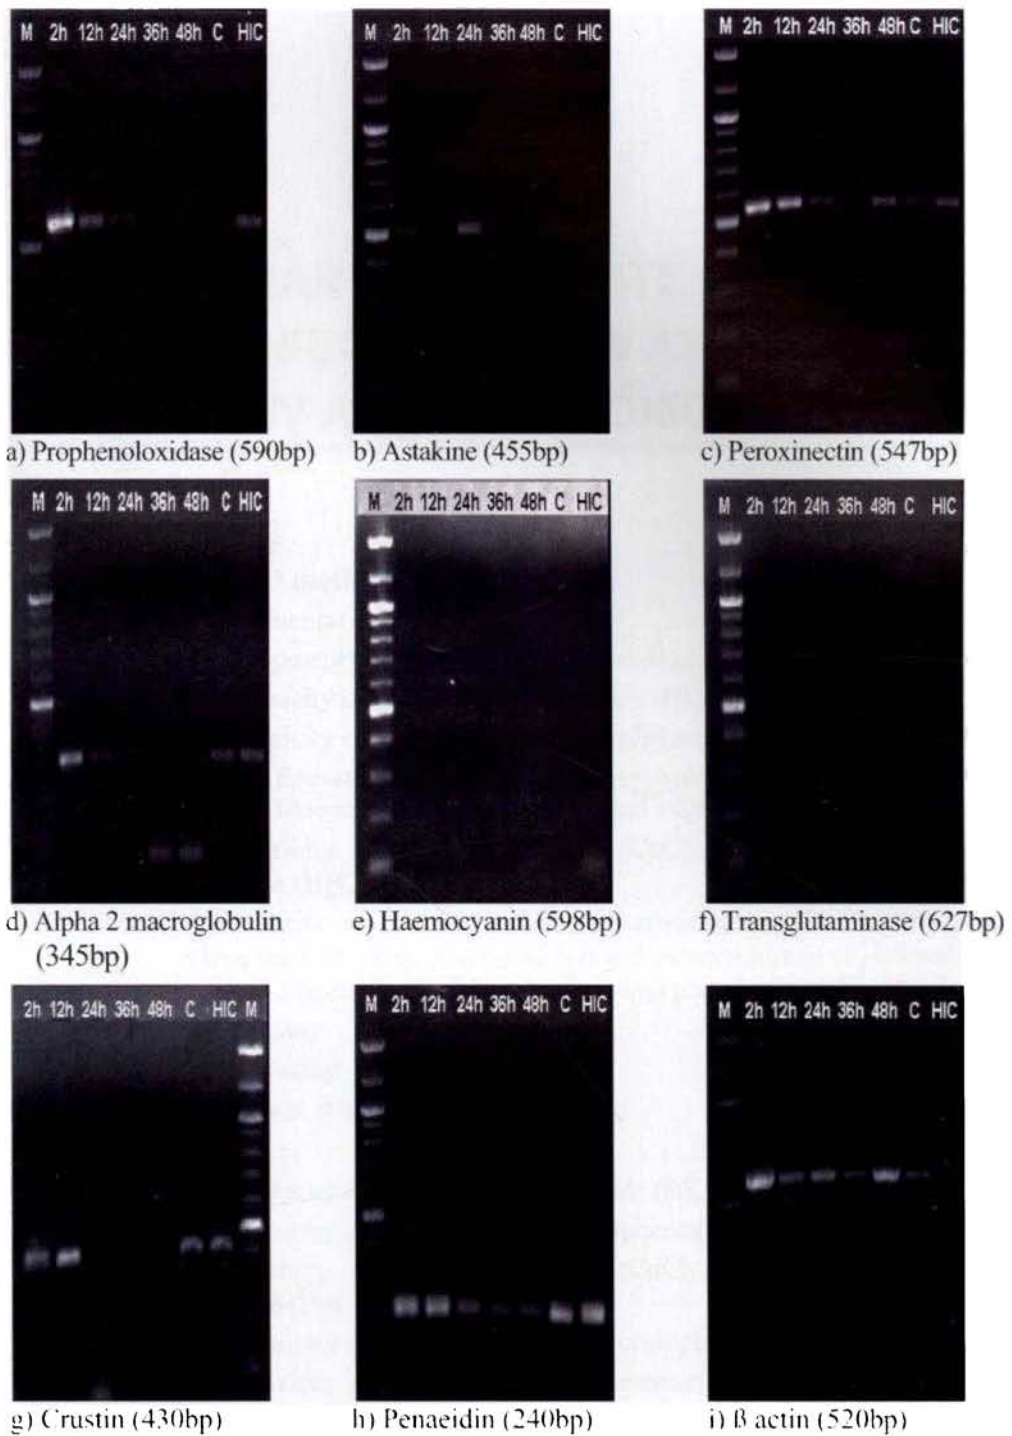 M 2h 12h 24h 36h 48h C HIC
M 2h 12h 24h 36h 48h C HIC
M 2h 12h 24h 36h 48h C HIC
a) Prophenoloxidase (590bp)
b) Astakine (455bp)
c) Peroxinectin (547bp)
M 2h 12h 24h 36h 48h C HIC
M 2h 12h 24h 36h 48h C HIC
M 2h 12h 24h 36h 48h C HIC
d) Alpha 2 macroglobulin
(345bp)
e) Haemocyanin (598bp)
f) Transglutaminase (627bp)
2h 12h 24h 36h 48h C HIC M
M 2h 12h 24h 36h 48h C HIC
M 2h 12h 24h 36h 48h C HIC
g) Crustin (430bp)
h) Penaeidin (240bp)
i) ß actin (520bp)